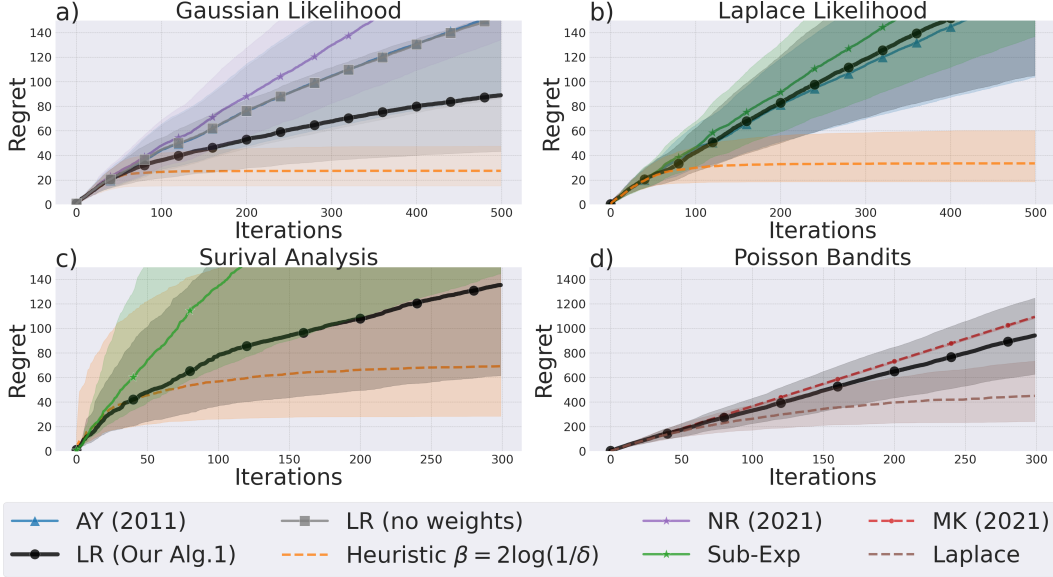 a) Gaussian Likelihood
140
120
100
80
60
40
20
0
Regret
0 100 200 300 400 500
Iterations
b) Laplace Likelihood
140
120
100
80
60
40
20
0
Regret
0 100 200 300 400 500
Iterations
c) Surival Analysis
140
120
100
80
60
40
20
0
Regret
0 50 100 150 200 250 300
Iterations
d) Poisson Bandits
1400
1200
1000
800
600
400
200
0
Regret
0 50 100 150 200 250 300
Iterations
AY (2011) LR (no weights) NR (2021) MK (2021)
LR (Our Alg.1) Heuristic β = 2log(1/δ) Sub-Exp Laplace